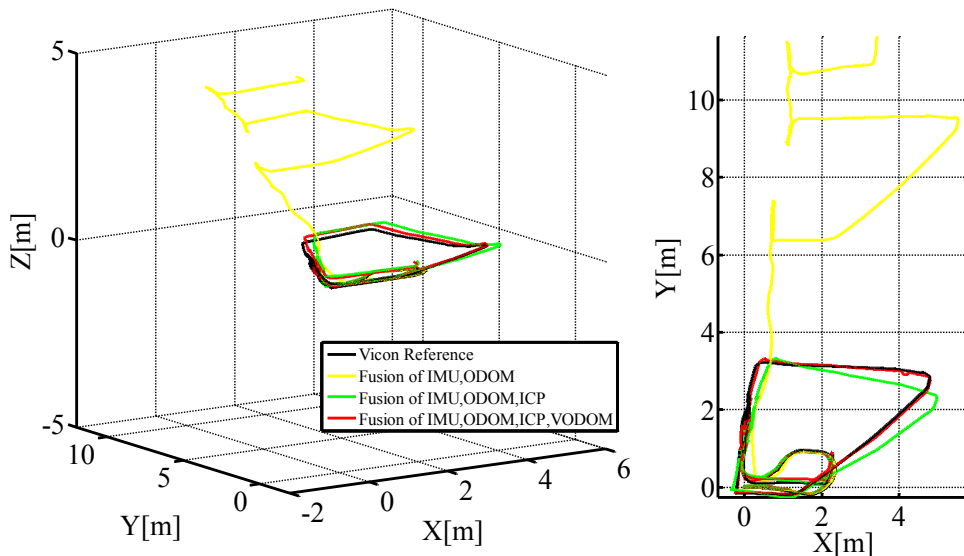 5
0
-5
Z[m]
10
5
0
Y[m]
-2
0
2
4
6
X[m]
Vicon Reference
Fusion of IMU,ODOM
Fusion of IMU,ODOM,ICP
Fusion of IMU,ODOM,ICP,VODOM
10
8
6
4
2
0
Y[m]
0
2
4
X[m]